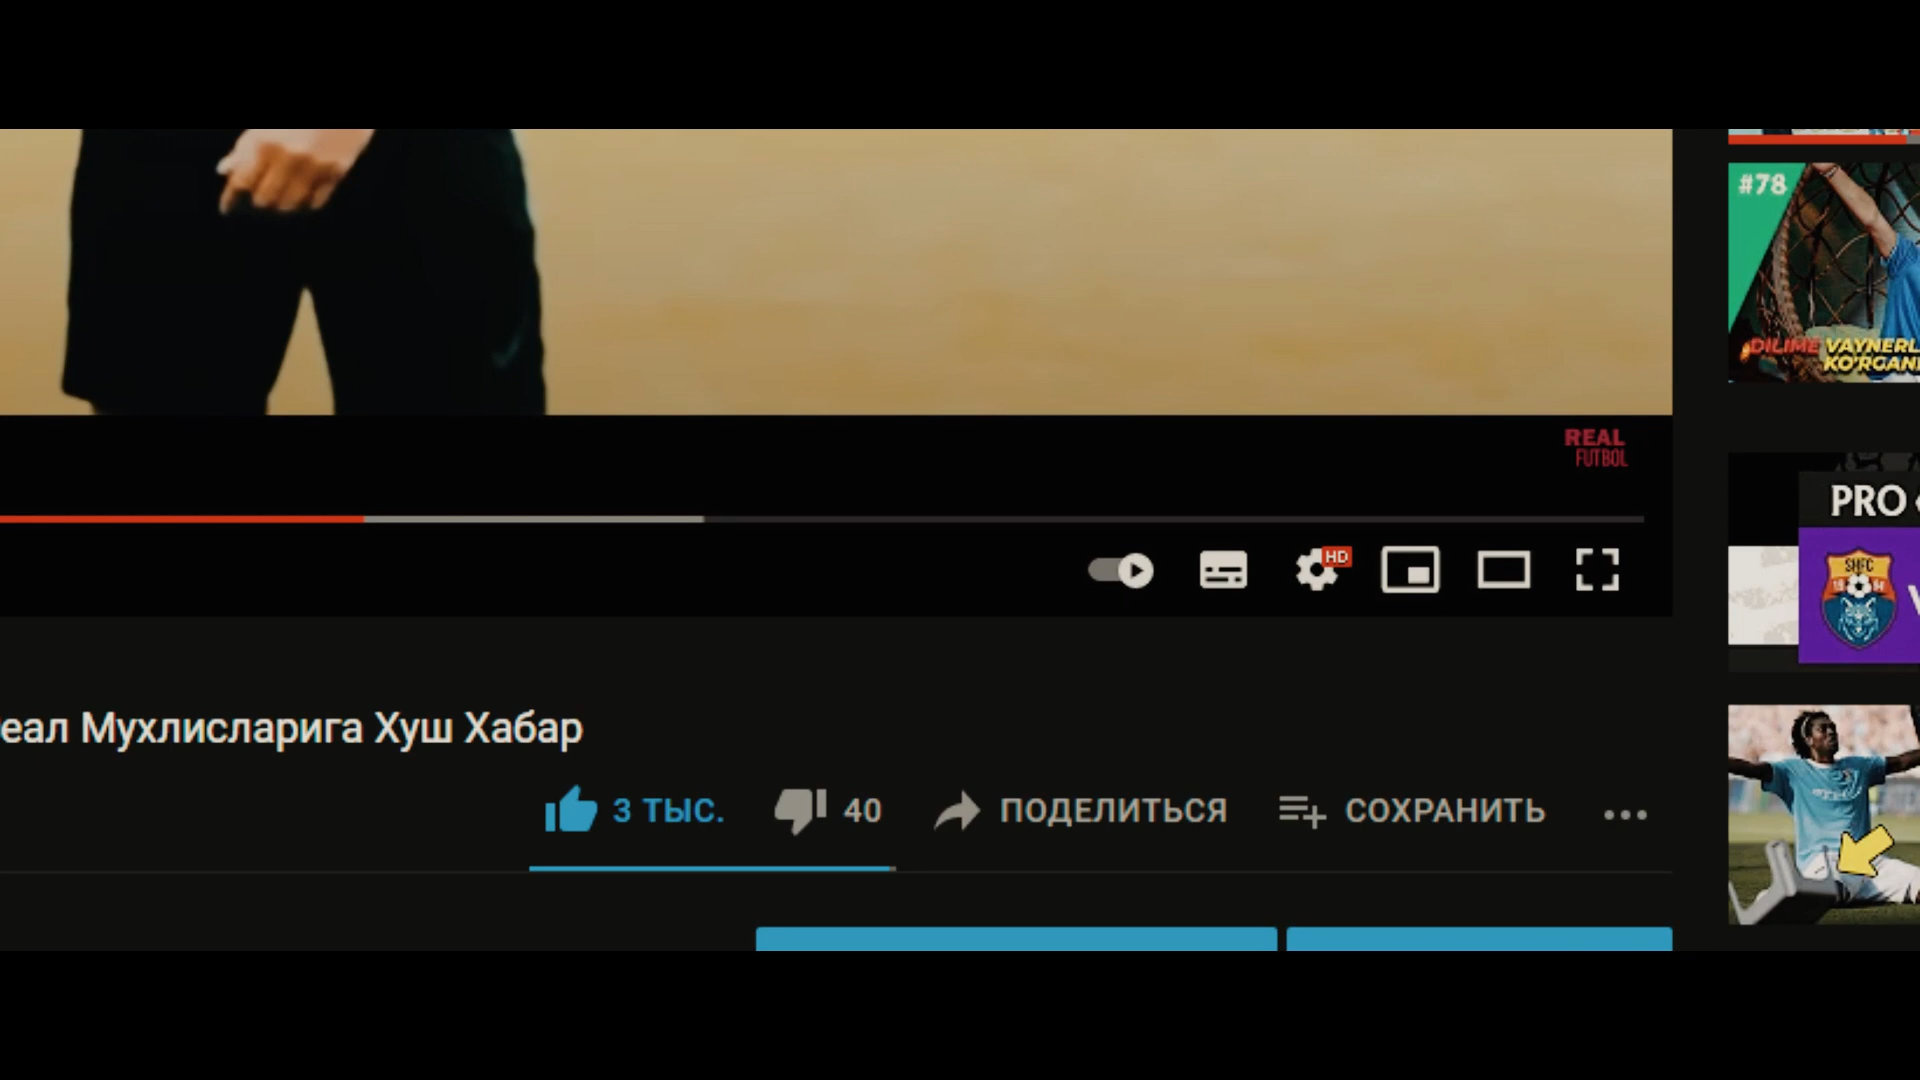 #78
DILIME VAYNERL
KO'RGANI
REAL
FUTBOL
PRO
HD
SHFC
еал Мухлисларига Хуш Хабар
3 ТЫС.
40
ПОДЕЛИТЬСЯ
СОХРАНИТЬ